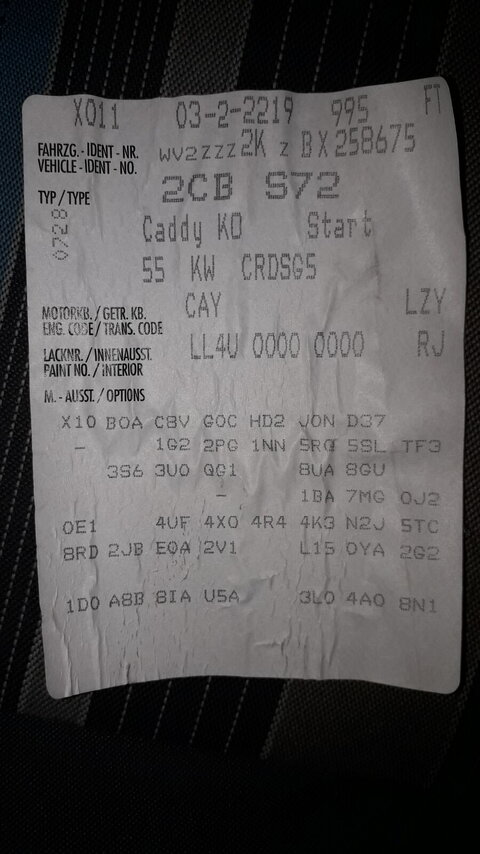 X011 03-2-2219 995 FT
FAHRZG. - IDENT - NR. WV2ZZZ2K Z BX258675
VEHICLE - IDENT - NO.
TYP / TYPE 2CB S72
0728 Caddy KO Start
55 KW CRDSG5
MOTORKB. / GETR. KB. CAY LZY
ENG. CODE / TRANS. CODE
LACKNR. / INNENAUSST. LL4U 0000 0000 RJ
PAINT NO. / INTERIOR
M. - AUSST. / OPTIONS
X10 B0A C8V G0C HD2 J0N D37
- 1G2 2PG 1NN 5RQ 5SL TF3
3S6 3U0 QG1 8UA 8GU
- 1BA 7MG 0J2
0E1 4UF 4X0 4R4 4K3 N2J 5TC
8RD 2JB E0A 2V1 L15 0YA 2G2
1D0 A8B 8IA U5A 3L0 4A0 8N1